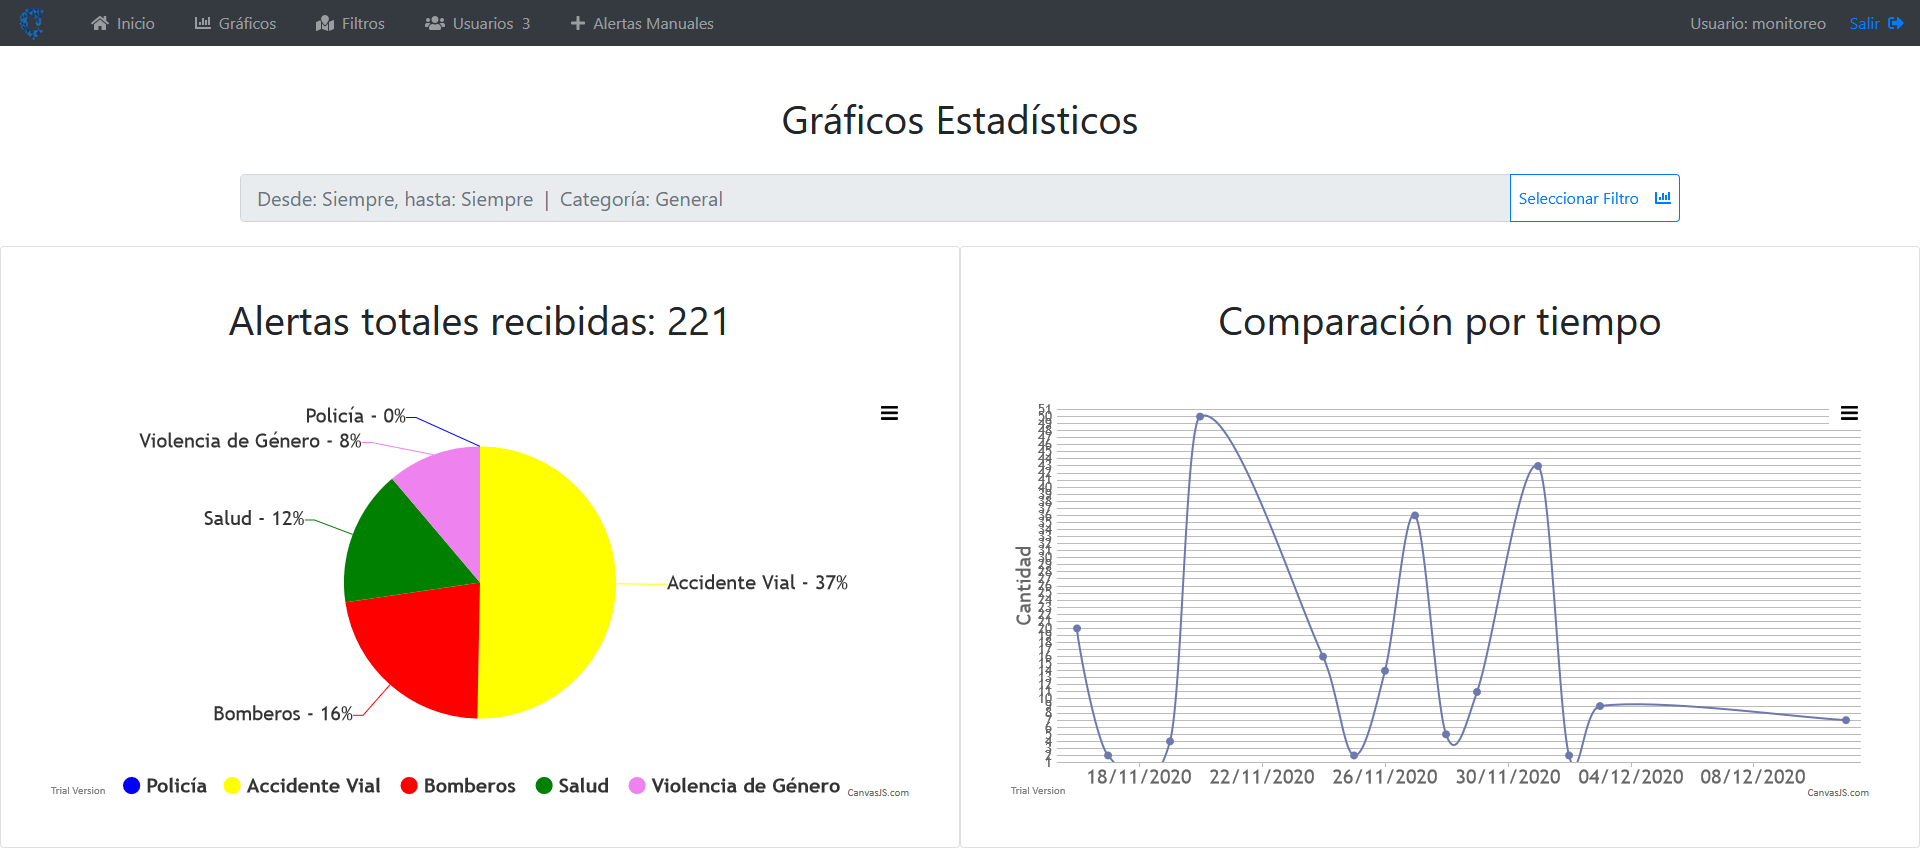 Inicio
Gráficos
Filtros
Usuarios 3
Alertas Manuales
Usuario: monitoreo
Salir
Gráficos Estadísticos
Desde: Siempre, hasta: Siempre | Categoría: General
Seleccionar Filtro
Alertas totales recibidas: 221
Policía - 0%
Violencia de Género - 8%
Salud - 12%
Accidente Vial - 37%
Bomberos - 16%
Policía
Accidente Vial
Bomberos
Salud
Violencia de Género
Trial Version
CanvasJS.com
Comparación por tiempo
Cantidad
51
50
49
48
47
46
45
44
43
42
41
40
39
38
37
36
35
34
33
32
31
30
29
28
27
26
25
24
23
22
21
20
19
18
17
16
15
14
13
12
11
10
9
8
7
6
5
4
3
2
1
18/11/2020
22/11/2020
26/11/2020
30/11/2020
04/12/2020
08/12/2020
Trial Version
CanvasJS.com